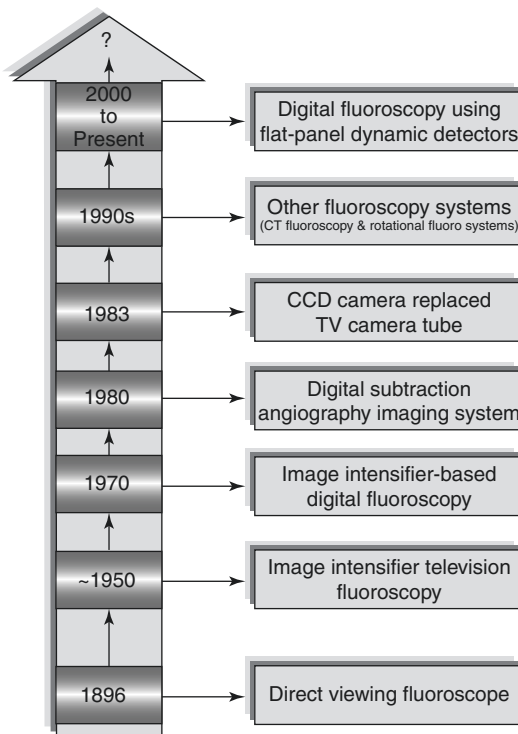 ?
2000
to
Present
Digital fluoroscopy using
flat-panel dynamic detectors
1990s
Other fluoroscopy systems
(CT fluoroscopy & rotational fluoro systems)
1983
CCD camera replaced
TV camera tube
1980
Digital subtraction
angiography imaging system
1970
Image intensifier-based
digital fluoroscopy
~1950
Image intensifier television
fluoroscopy
1896
Direct viewing fluoroscope